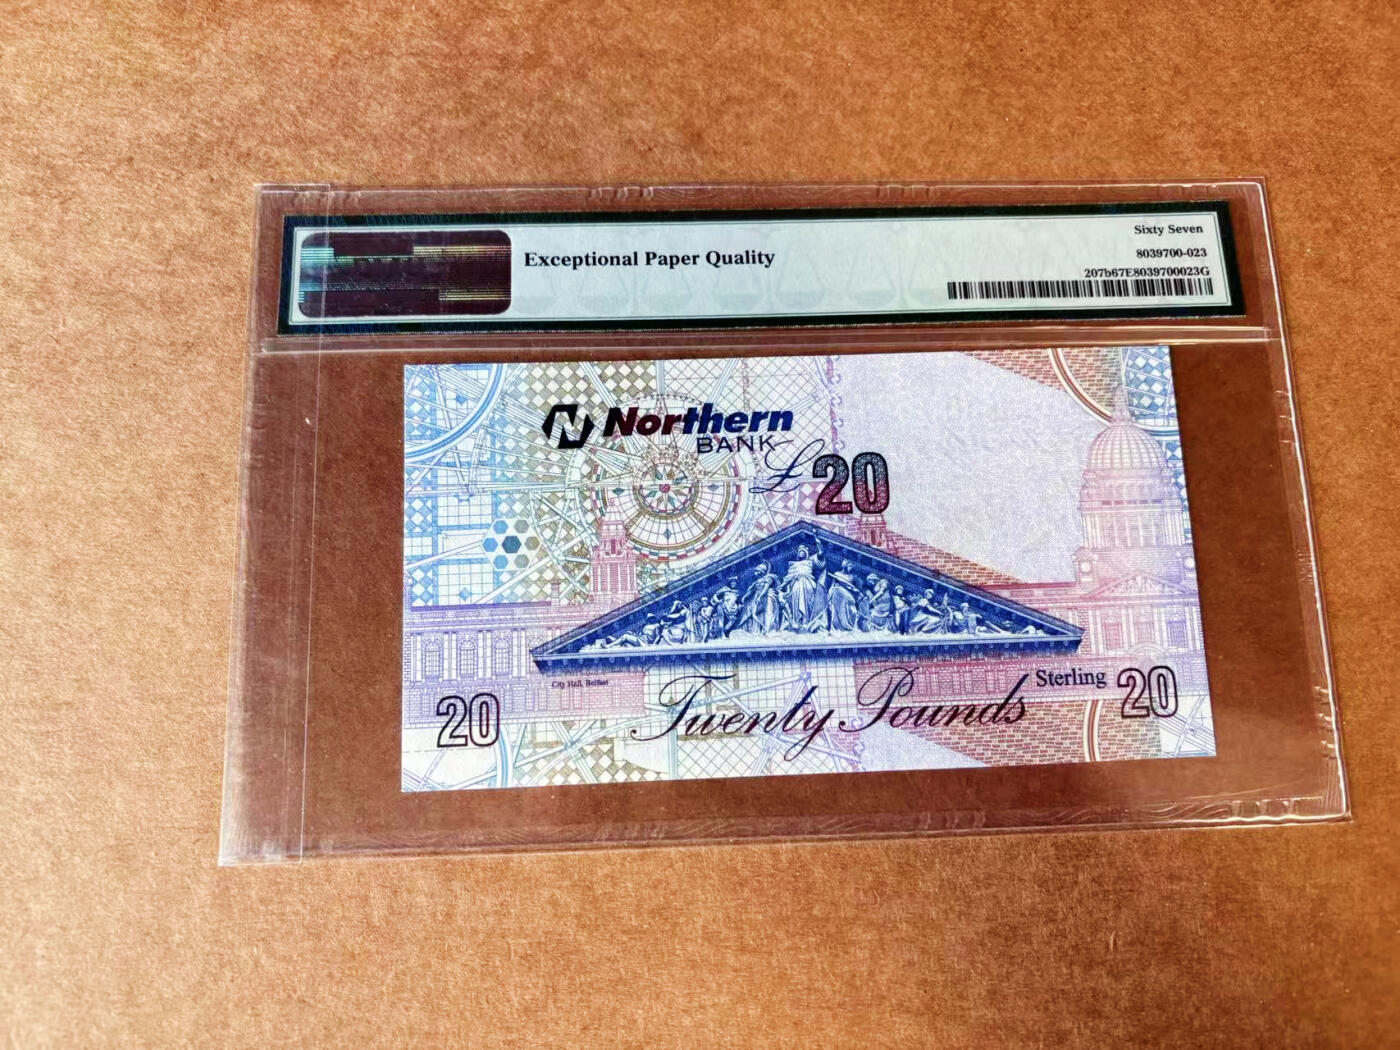 Exceptional Paper Quality
Sixty Seven
8039700-023
207b67E8039700023G
Northern
BANK
£20
City Hall, Belfast
Twenty Pounds Sterling
20
20